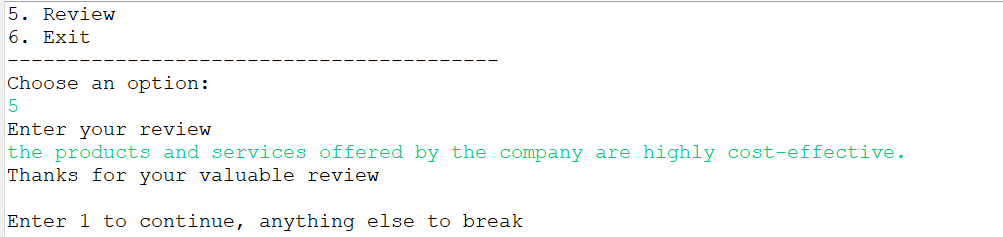 5. Review
6. Exit
-----------------------------------------
Choose an option:
5
Enter your review
the products and services offered by the company are highly cost-effective.
Thanks for your valuable review
Enter 1 to continue, anything else to break